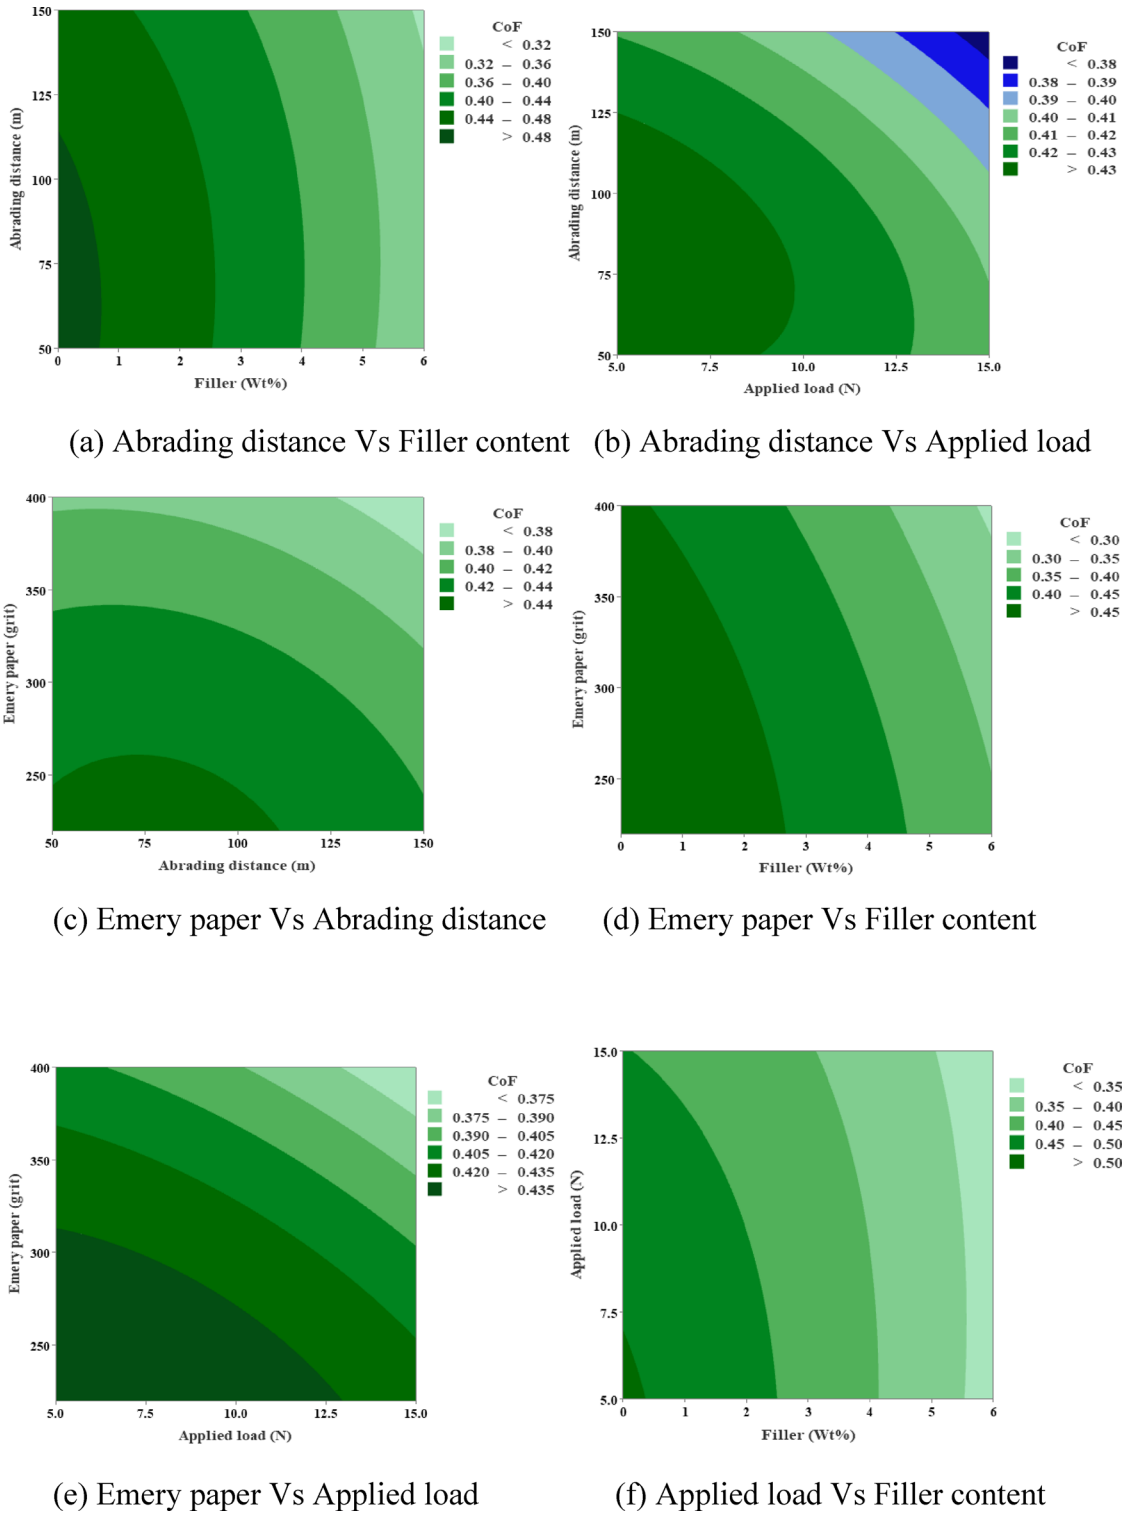 150
125
100
75
50
Abrading distance (m)
0 1 2 3 4 5 6
Filler (Wt%)
CoF
< 0.32
0.32 – 0.36
0.36 – 0.40
0.40 – 0.44
0.44 – 0.48
> 0.48
150
125
100
75
50
Abrading distance (m)
5.0 7.5 10.0 12.5 15.0
Applied load (N)
CoF
< 0.38
0.38 – 0.39
0.39 – 0.40
0.40 – 0.41
0.41 – 0.42
0.42 – 0.43
> 0.43
(a) Abrading distance Vs Filler content
(b) Abrading distance Vs Applied load
400
350
300
250
Emery paper (grit)
50 75 100 125 150
Abrading distance (m)
CoF
< 0.38
0.38 – 0.40
0.40 – 0.42
0.42 – 0.44
> 0.44
400
350
300
250
Emery paper (grit)
0 1 2 3 4 5 6
Filler (Wt%)
CoF
< 0.30
0.30 – 0.35
0.35 – 0.40
0.40 – 0.45
> 0.45
(c) Emery paper Vs Abrading distance
(d) Emery paper Vs Filler content
400
350
300
250
Emery paper (grit)
5.0 7.5 10.0 12.5 15.0
Applied load (N)
CoF
< 0.375
0.375 – 0.390
0.390 – 0.405
0.405 – 0.420
0.420 – 0.435
> 0.435
15.0
12.5
10.0
7.5
5.0
Applied load (N)
0 1 2 3 4 5 6
Filler (Wt%)
CoF
< 0.35
0.35 – 0.40
0.40 – 0.45
0.45 – 0.50
> 0.50
(e) Emery paper Vs Applied load
(f) Applied load Vs Filler content